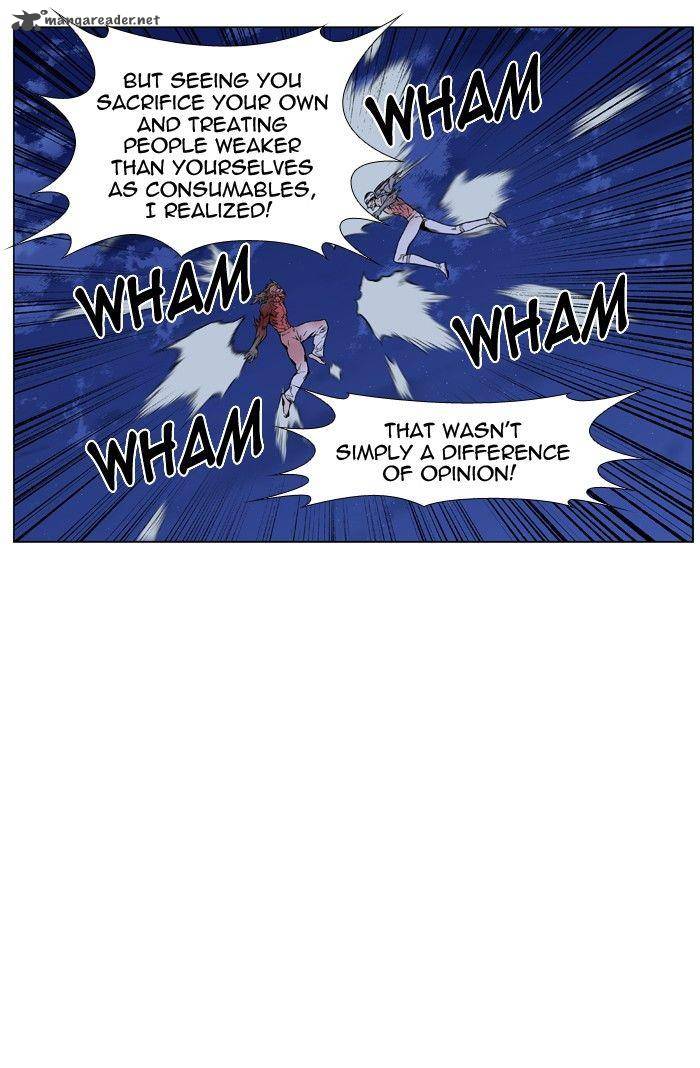 mangareader.net
BUT SEEING YOU
SACRIFICE YOUR OWN
AND TREATING
PEOPLE WEAKER
THAN YOURSELVES
AS CONSUMABLES,
I REALIZED!
WHAM
WHAM
WHAM
WHAM
THAT WASN'T
SIMPLY A DIFFERENCE
OF OPINION!